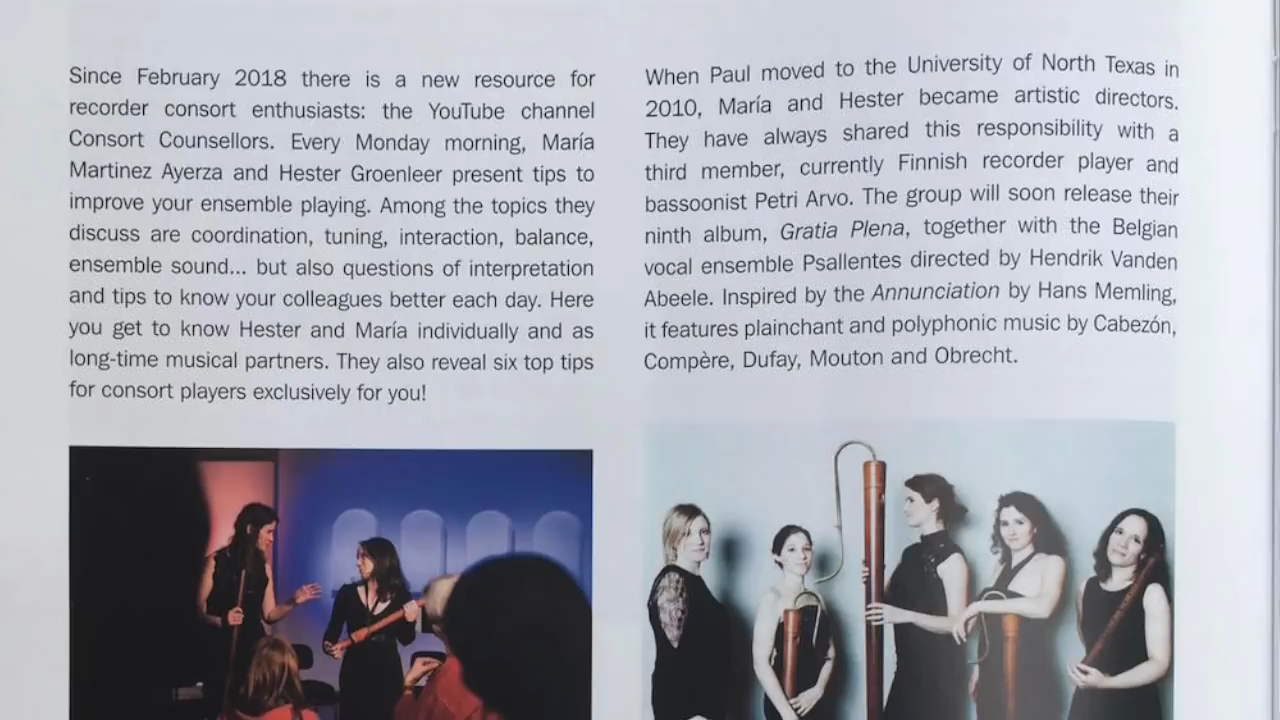 Since February 2018 there is a new resource for
recorder consort enthusiasts: the YouTube channel
Consort Counsellors. Every Monday morning, María
Martinez Ayerza and Hester Groenleer present tips to
improve your ensemble playing. Among the topics they
discuss are coordination, tuning, interaction, balance,
ensemble sound... but also questions of interpretation
and tips to know your colleagues better each day. Here
you get to know Hester and María individually and as
long-time musical partners. They also reveal six top tips
for consort players exclusively for you!
When Paul moved to the University of North Texas in
2010, María and Hester became artistic directors.
They have always shared this responsibility with a
third member, currently Finnish recorder player and
bassoonist Petri Arvo. The group will soon release their
ninth album, Gratia Plena, together with the Belgian
vocal ensemble Psallentes directed by Hendrik Vanden
Abeele. Inspired by the Annunciation by Hans Memling,
it features plainchant and polyphonic music by Cabezón,
Compère, Dufay, Mouton and Obrecht.